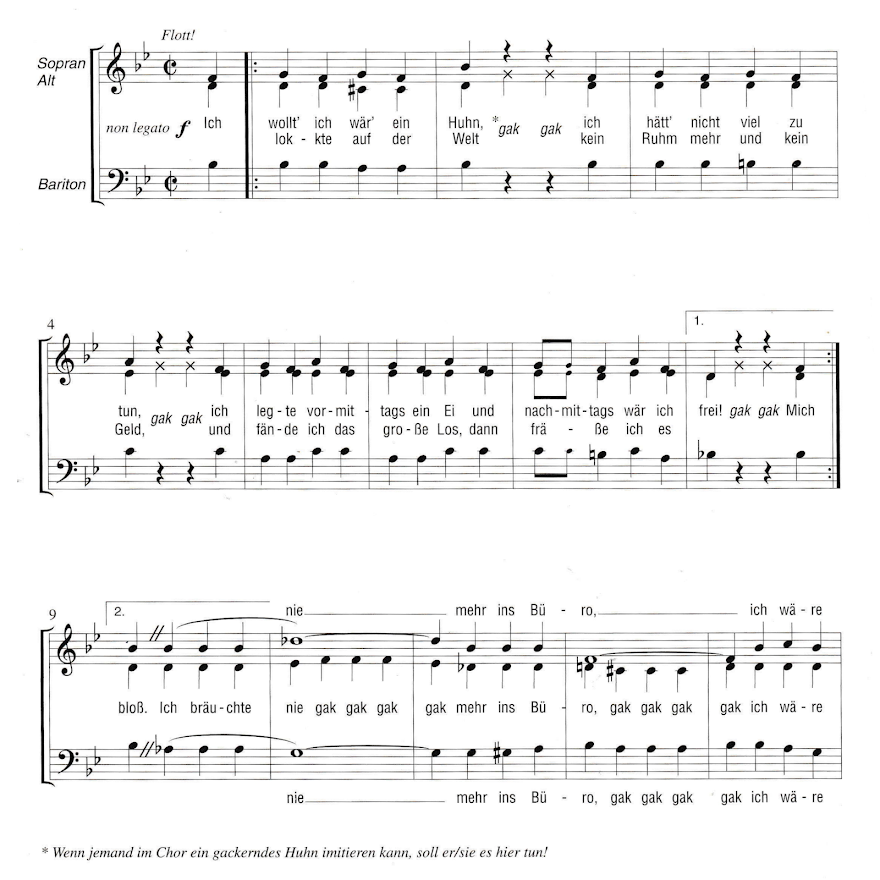 Flott!
Sopran
Alt
non legato f Ich wollt' ich wär' ein Huhn, *gak gak ich hätt' nicht viel zu
lok - kte auf der Welt kein Ruhm mehr und kein
Bariton
4
1.
tun, gak gak ich leg - te vor - mit - tags ein Ei und nach - mit - tags wär ich frei! gak gak Mich
Geld, und fän - de ich das gro - ße Los, dann frä - ße ich es
9
2.
nie mehr ins Bü - ro, ich wä - re
bloß. Ich bräu - chte nie gak gak gak gak mehr ins Bü - ro, gak gak gak gak ich wä - re
nie mehr ins Bü - ro, gak gak gak gak ich wä - re
* Wenn jemand im Chor ein gackerndes Huhn imitieren kann, soll er/sie es hier tun!